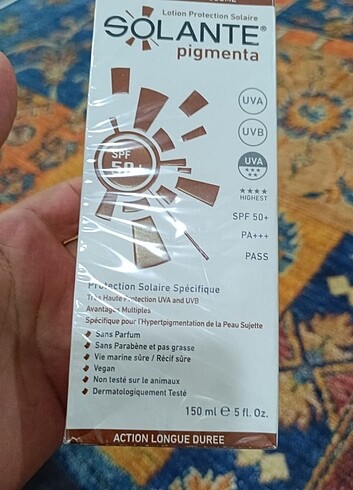 Lotion Protection Solaire
SOLANTE®
pigmenta
UVA
UVB
UVA
HIGHEST
SPF 50+
PA+++
PASS
SPF
50+
Protection Solaire Spécifique
Très Haute Protection UVA and UVB
Avantages Multiples
Spécifique pour l'Hypertpigmentation de la Peau Sujette
Sans Parfum
Sans Parabène et pas grasse
Vie marine sûre / Récif sûre
Vegan
Non testé sur le animaux
Dermatologiquement Testé
150 ml e 5 fl. Oz.
ACTION LONGUE DUREE